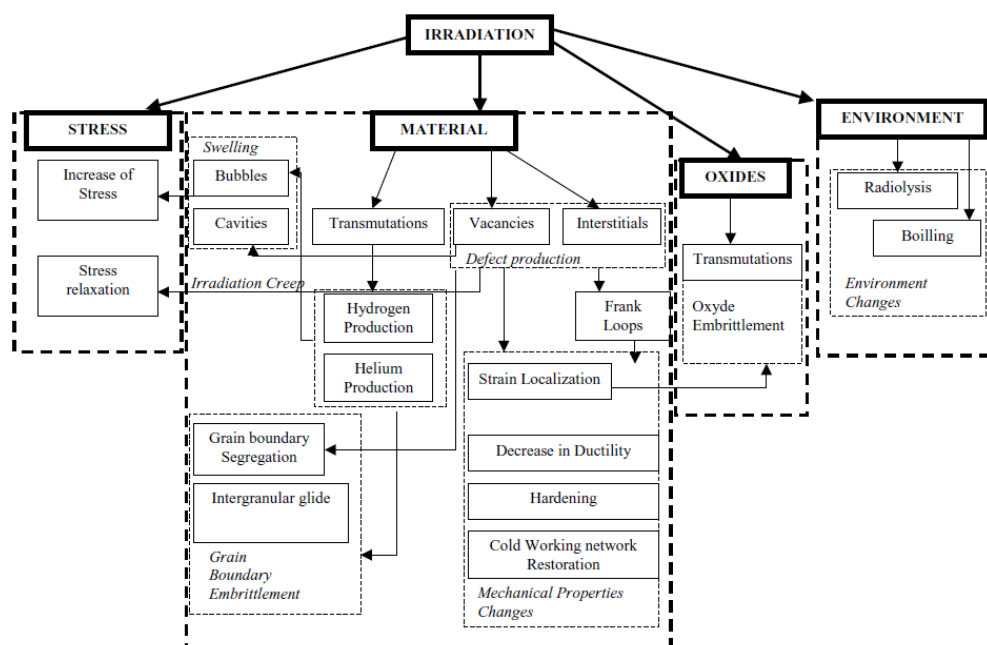 IRRADIATION
STRESS
Increase of
Stress
Stress
relaxation
MATERIAL
Swelling
Bubbles
Cavities
Transmutations
Vacancies
Interstitials
Defect production
Irradiation Creep
Hydrogen
Production
Helium
Production
Frank
Loops
Strain Localization
Decrease in Ductility
Hardening
Cold Working network
Restoration
Mechanical Properties
Changes
Grain boundary
Segregation
Intergranular glide
Grain
Boundary
Embrittlement
OXIDES
Transmutations
Oxyde
Embrittlement
ENVIRONMENT
Radiolysis
Boilling
Environment
Changes